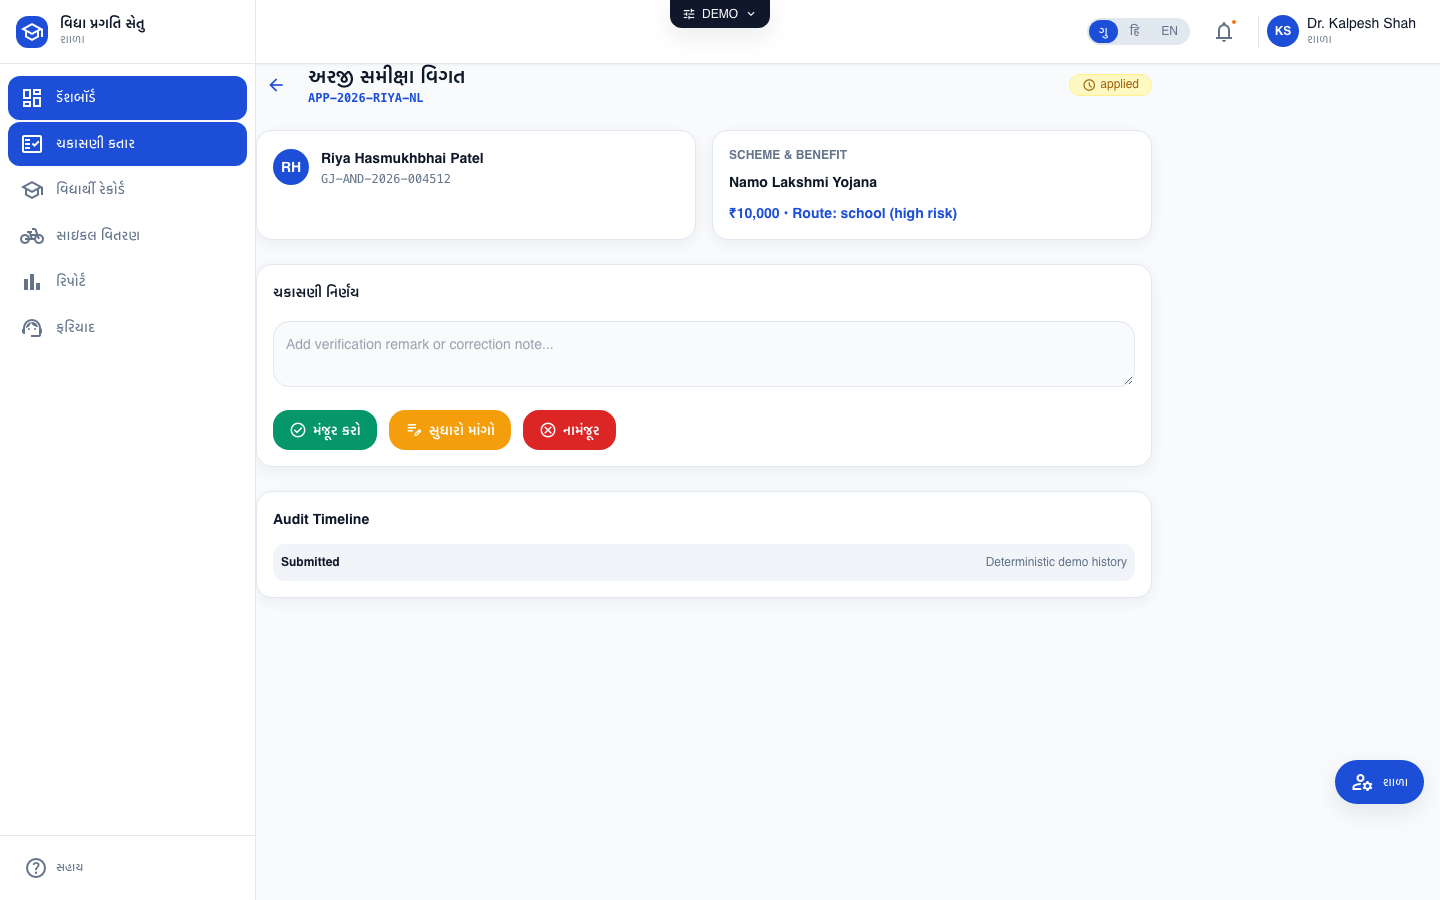 વિદ્યા પ્રગતિ સેતુ
શાળા
DEMO
ગુ
हि
EN
KS
Dr. Kalpesh Shah
શાળા
ડૅશબૉર્ડ
ચકાસણી કતાર
વિદ્યાર્થી રેકોર્ડ
સાઇકલ વિતરણ
રિપોર્ટ
ફરિયાદ
સહાય
અરજી સમીક્ષા વિગત
APP-2026-RIYA-NL
applied
RH
Riya Hasmukhbhai Patel
GJ-AND-2026-004512
SCHEME & BENEFIT
Namo Lakshmi Yojana
₹10,000 • Route: school (high risk)
ચકાસણી નિર્ણય
Add verification remark or correction note...
મંજૂર કરો
સુધારો માંગો
નામંજૂર
Audit Timeline
Submitted
Deterministic demo history
શાળા